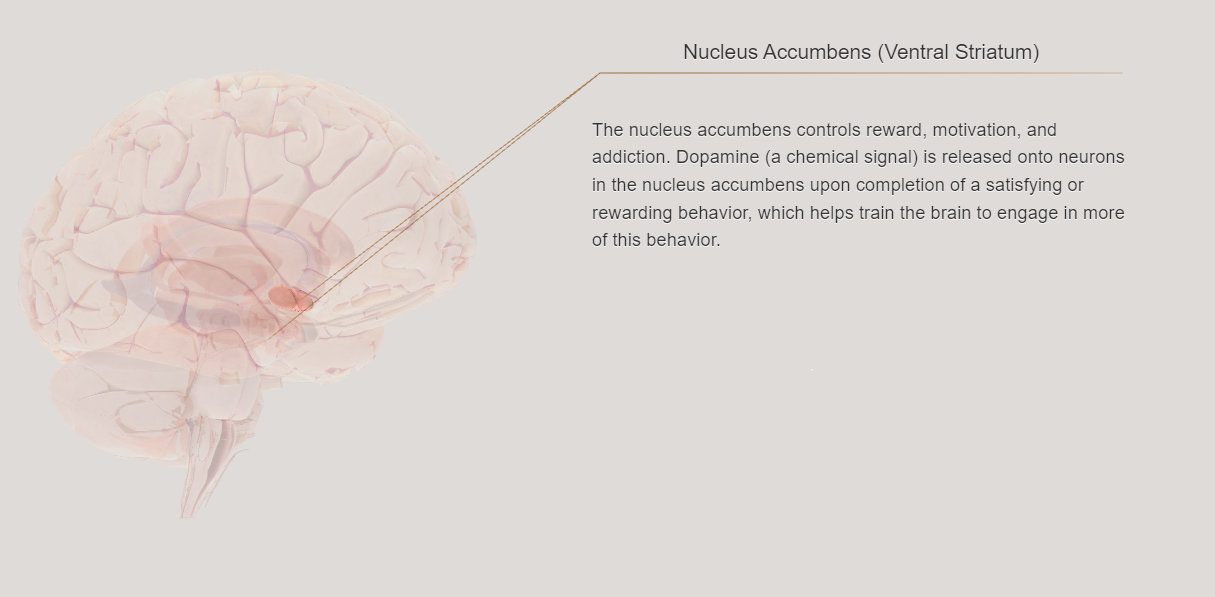 Nucleus Accumbens (Ventral Striatum)
The nucleus accumbens controls reward, motivation, and
addiction. Dopamine (a chemical signal) is released onto neurons
in the nucleus accumbens upon completion of a satisfying or
rewarding behavior, which helps train the brain to engage in more
of this behavior.